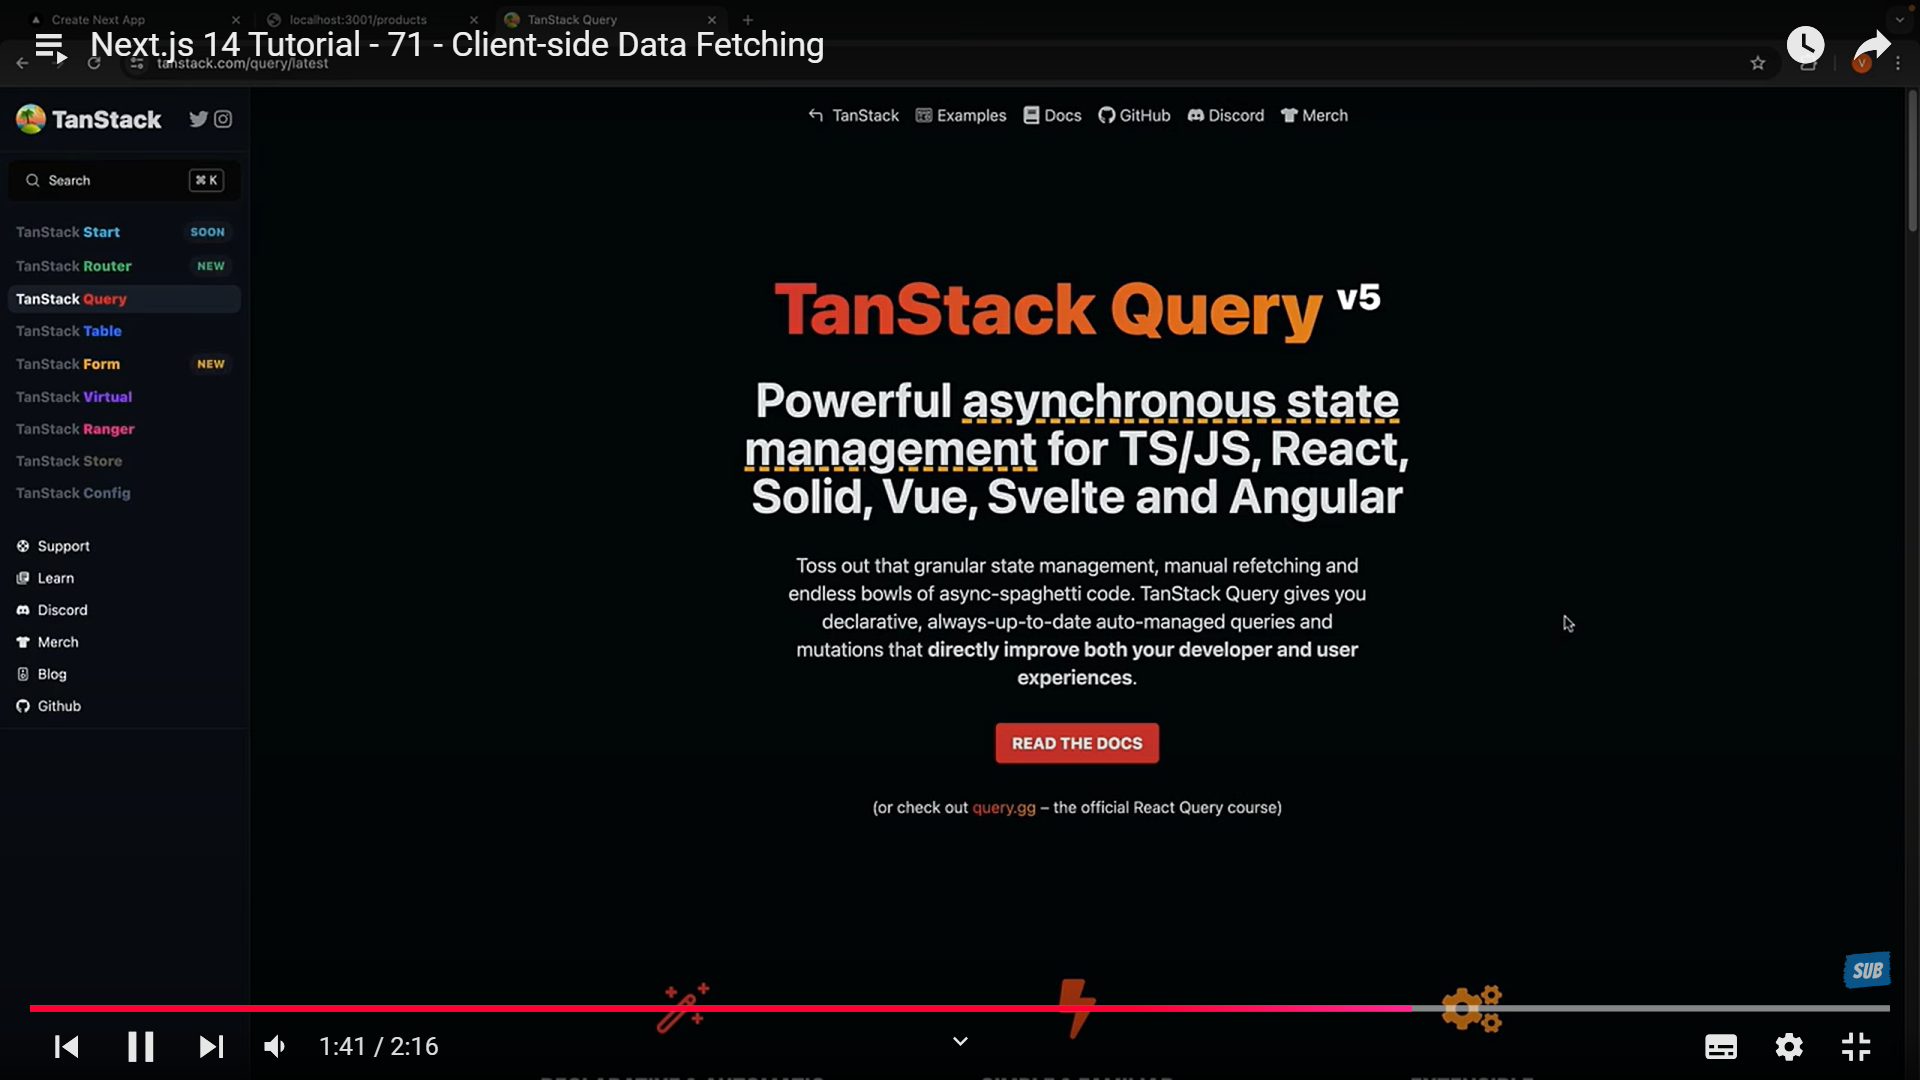 Create Next App
localhost:3001/products
TanStack Query
Next.js 14 Tutorial - 71 - Client-side Data Fetching
tanstack.com/query/latest
V
TanStack
TanStack
Examples
Docs
GitHub
Discord
Merch
Search
⌘ K
TanStack Start
SOON
TanStack Router
NEW
TanStack Query
TanStack Table
TanStack Form
NEW
TanStack Virtual
TanStack Ranger
TanStack Store
TanStack Config
Support
Learn
Discord
Merch
Blog
Github
TanStack Query v5
Powerful asynchronous state
management for TS/JS, React,
Solid, Vue, Svelte and Angular
Toss out that granular state management, manual refetching and
endless bowls of async-spaghetti code. TanStack Query gives you
declarative, always-up-to-date auto-managed queries and
mutations that directly improve both your developer and user
experiences.
READ THE DOCS
(or check out query.gg – the official React Query course)
SUB
1:41 / 2:16